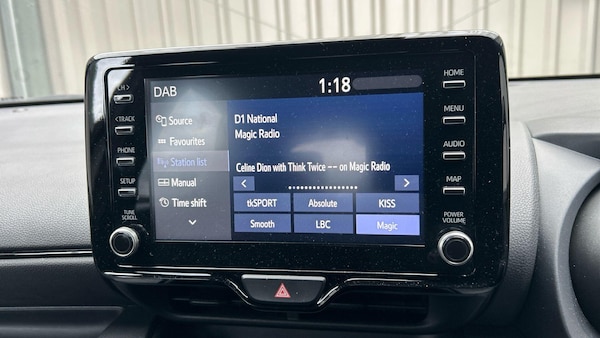 CH >
DAB
1:18
HOME
Source
D1 National
< TRACK
Favourites
Magic Radio
MENU
PHONE
Station list
Celine Dion with Think Twice -- on Magic Radio
AUDIO
SETUP
Manual
tkSPORT
Absolute
KISS
MAP
Time shift
Smooth
LBC
Magic
TUNE
SCROLL
POWER
VOLUME